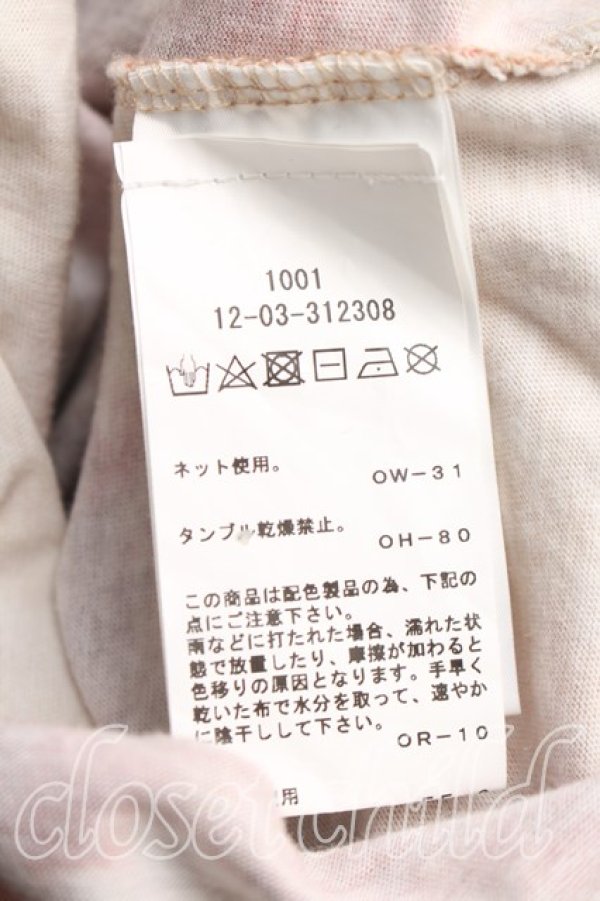 1001
12-03-312308
ネット使用。
OW-31
タンブル乾燥禁止。
OH-80
この商品は配色製品の為、下記の
点にご注意下さい。
雨などに打たれた場合、濡れた状
態で放置したり、摩擦が加わると
色移りの原因となります。手早く
乾いた布で水分を取って、速やか
に陰干しして下さい。
OR-10
用
closet child